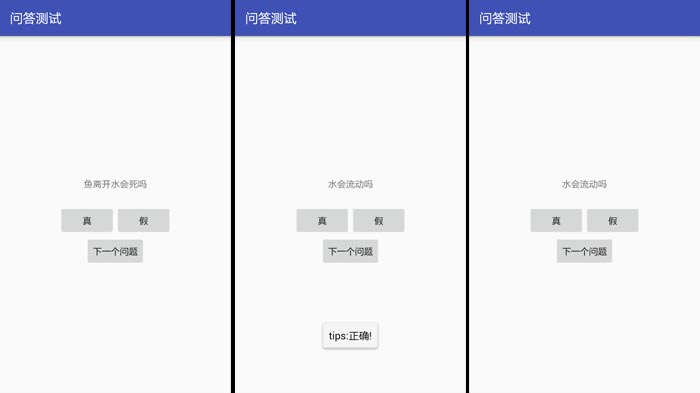 问答测试
鱼离开水会死吗
真
假
下一个问题
问答测试
水会流动吗
真
假
下一个问题
tips:正确!
问答测试
水会流动吗
真
假
下一个问题